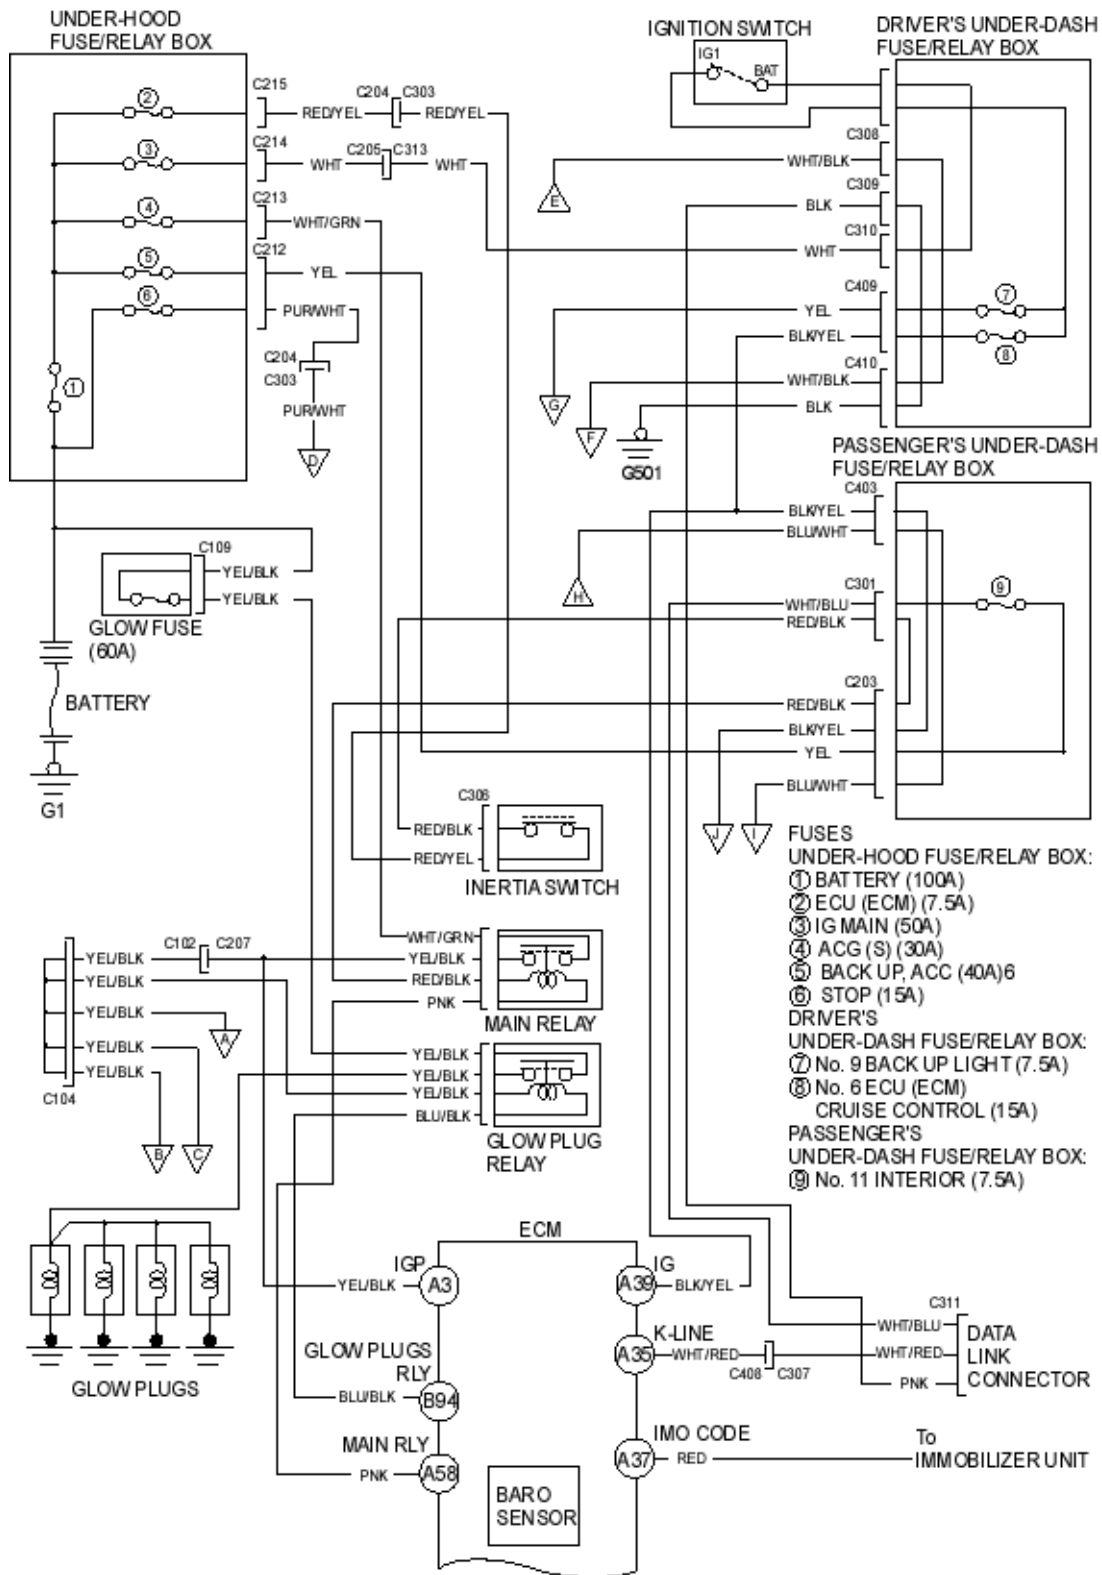 UNDER-HOOD
FUSE/RELAY BOX
IGNITION SWITCH
DRIVER'S UNDER-DASH
FUSE/RELAY BOX
IG1
BAT
②
C215
RED/YEL
C204
C303
RED/YEL
③
C214
WHT
C205
C313
WHT
④
C213
WHT/GRN
⑤
C212
YEL
⑥
PUR/WHT
①
C204
C303
PUR/WHT
D
C308
WHT/BLK
E
C309
BLK
C310
WHT
C409
YEL
⑦
BLK/YEL
⑧
C410
WHT/BLK
BLK
G
F
G501
PASSENGER'S UNDER-DASH
FUSE/RELAY BOX
C403
BLK/YEL
BLU/WHT
H
C301
WHT/BLU
RED/BLK
⑨
C203
RED/BLK
BLK/YEL
YEL
BLU/WHT
J
I
C109
YEL/BLK
YEL/BLK
GLOW FUSE
(60A)
BATTERY
G1
C306
RED/BLK
RED/YEL
INERTIA SWITCH
WHT/GRN
YEL/BLK
RED/BLK
PNK
MAIN RELAY
C102
C207
YEL/BLK
YEL/BLK
YEL/BLK
A
YEL/BLK
YEL/BLK
C104
B
C
YEL/BLK
YEL/BLK
YEL/BLK
BLU/BLK
GLOW PLUG
RELAY
FUSES
UNDER-HOOD FUSE/RELAY BOX:
① BATTERY (100A)
② ECU (ECM) (7.5A)
③ IG MAIN (50A)
④ ACG (S) (30A)
⑤ BACK UP, ACC (40A)6
⑥ STOP (15A)
DRIVER'S
UNDER-DASH FUSE/RELAY BOX:
⑦ No. 9 BACK UP LIGHT (7.5A)
⑧ No. 6 ECU (ECM)
CRUISE CONTROL (15A)
PASSENGER'S
UNDER-DASH FUSE/RELAY BOX:
⑨ No. 11 INTERIOR (7.5A)
GLOW PLUGS
ECM
IGP
YEL/BLK
A3
GLOW PLUGS
RLY
BLU/BLK
B94
MAIN RLY
PNK
A58
BARO
SENSOR
IG
A39
BLK/YEL
K-LINE
A35
WHT/RED
C408
C307
IMO CODE
A37
RED
To
IMMOBILIZER UNIT
C311
WHT/BLU
WHT/RED
PNK
DATA
LINK
CONNECTOR